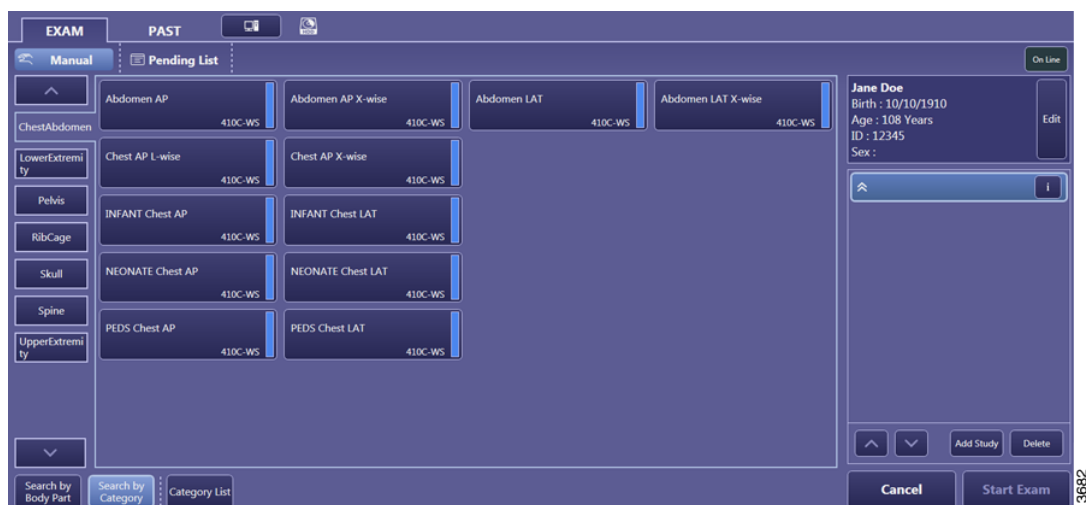 EXAM
PAST
Manual
Pending List
On Line
ChestAbdomen
LowerExtremi
ty
Pelvis
RibCage
Skull
Spine
UpperExtremi
ty
Abdomen AP
410C-WS
Abdomen AP X-wise
410C-WS
Abdomen LAT
410C-WS
Abdomen LAT X-wise
410C-WS
Chest AP L-wise
410C-WS
Chest AP X-wise
410C-WS
INFANT Chest AP
410C-WS
INFANT Chest LAT
410C-WS
NEONATE Chest AP
410C-WS
NEONATE Chest LAT
410C-WS
PEDS Chest AP
410C-WS
PEDS Chest LAT
410C-WS
Jane Doe
Birth : 10/10/1910
Age : 108 Years
ID : 12345
Sex :
Edit
i
Add Study
Delete
Search by
Body Part
Search by
Category
Category List
Cancel
Start Exam
3682